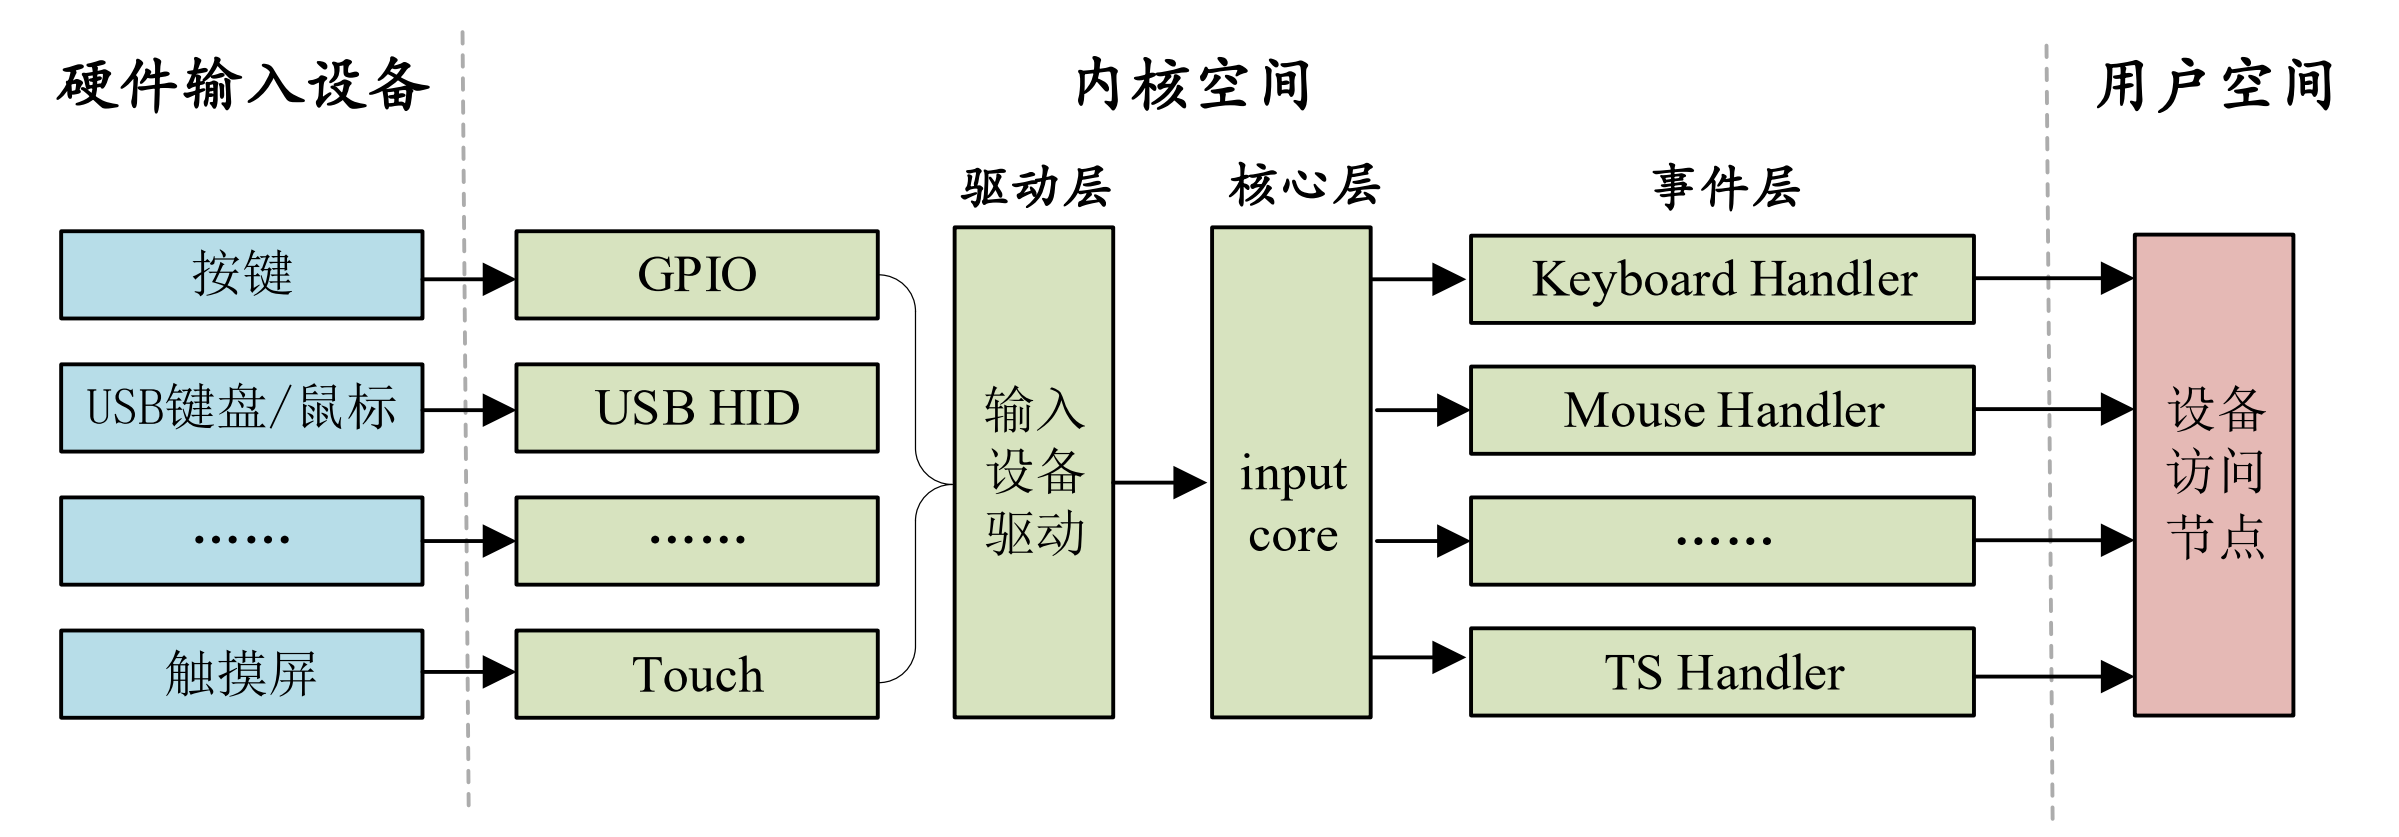 硬件输入设备
内核空间
用户空间
驱动层
核心层
事件层
按键
GPIO
Keyboard Handler
USB键盘/鼠标
USB HID
Mouse Handler
……
……
……
触摸屏
Touch
TS Handler
输入
设备
驱动
input
core
设备
访问
节点